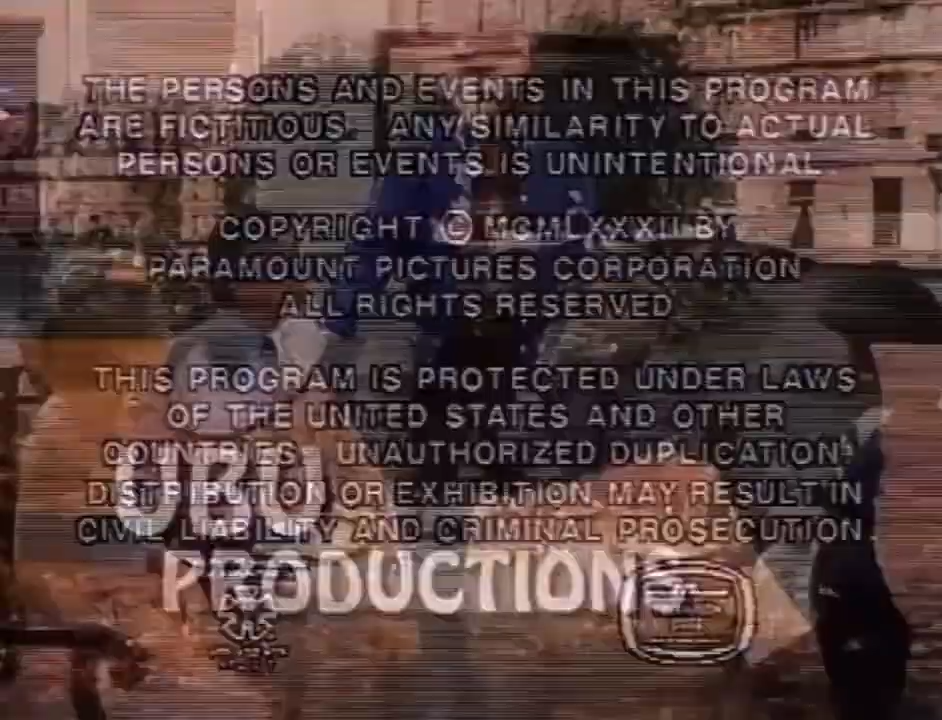 THE PERSONS AND EVENTS IN THIS PROGRAM
ARE FICTITIOUS. ANY SIMILARITY TO ACTUAL
PERSONS OR EVENTS IS UNINTENTIONAL.
COPYRIGHT © MCMLXXXII BY
PARAMOUNT PICTURES CORPORATION
ALL RIGHTS RESERVED
THIS PROGRAM IS PROTECTED UNDER LAWS
OF THE UNITED STATES AND OTHER
COUNTRIES. UNAUTHORIZED DUPLICATION,
DISTRIBUTION OR EXHIBITION MAY RESULT IN
CIVIL LIABILITY AND CRIMINAL PROSECUTION.
UBU
PRODUCTIONS